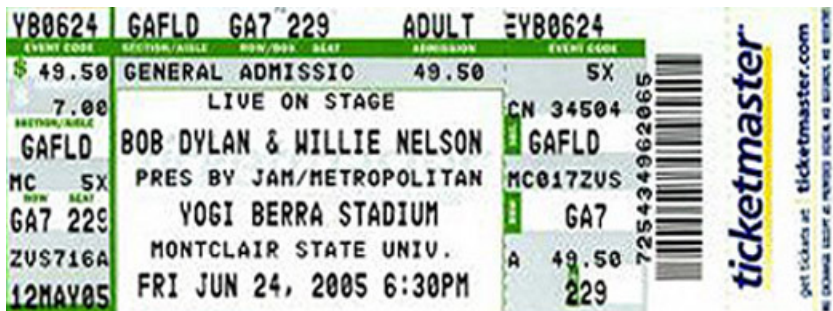 YB0624 GAFLD GA7 229 ADULT EYB0624
EVENT CODE SECTION/AISLE ROW/BOX SEAT ADMISSION EVENT CODE
$ 49.50 GENERAL ADMISSIO 49.50 5X
7.00 LIVE ON STAGE CN 34504
SECTION/AISLE
GAFLD BOB DYLAN & WILLIE NELSON GAFLD
MC 5X PRES BY JAM/METROPOLITAN MC017ZVS
ROW SEAT
GA7 229 YOGI BERRA STADIUM GA7
ZVS716A MONTCLAIR STATE UNIV. A 49.50
12MAY05 FRI JUN 24, 2005 6:30PM 229
725434962065
ticketmaster
get tickets at ticketmaster.com